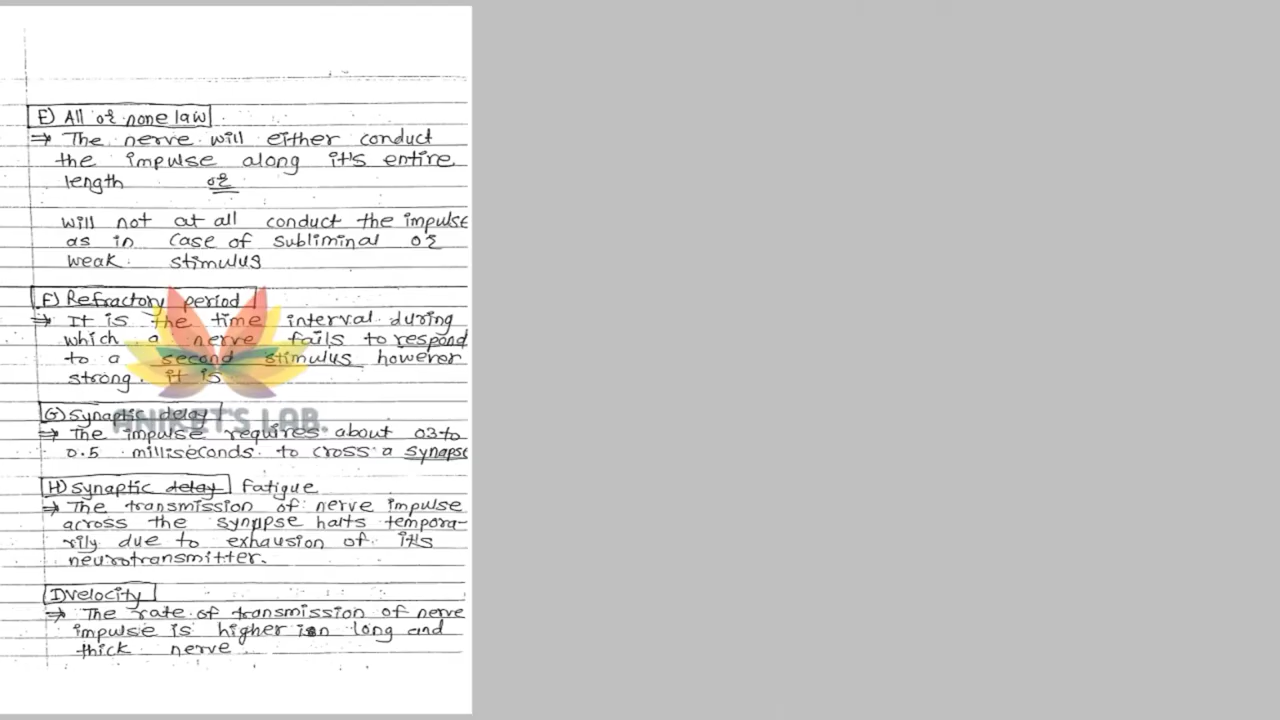 E) All or none law
⇒ The nerve will either conduct
the impulse along it's entire
length or
will not at all conduct the impulse
as in case of subliminal or
weak stimulus
F) Refractory period
⇒ It is the time interval during
which a nerve fails to respond
to a second stimulus however
strong it is
G) Synaptic delay
⇒ The impulse requires about 03 to
0.5 milliseconds to cross a synapse
H) Synaptic delay Fatigue
⇒ The transmission of nerve impulse
across the synapse halts tempora-
rily due to exhausion of it's
neurotransmitter.
I) velocity
⇒ The rate of transmission of nerve
impulse is higher in long and
thick nerve
ANIKET'S LAB.